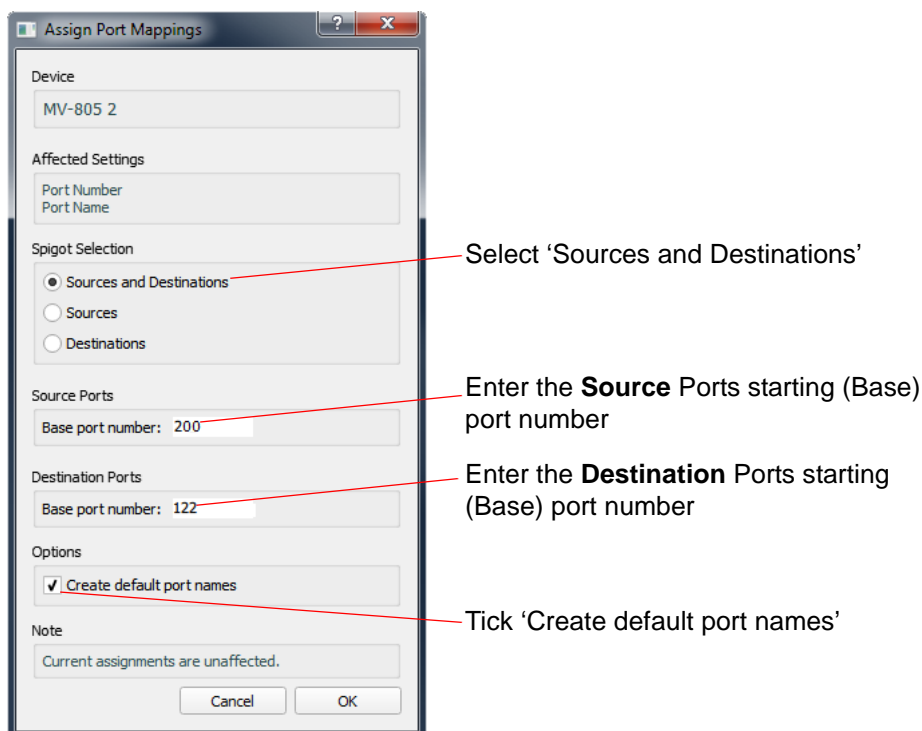 Assign Port Mappings
?
X
Device
MV-805 2
Affected Settings
Port Number
Port Name
Spigot Selection
Sources and Destinations
Select ‘Sources and Destinations’
Sources
Destinations
Source Ports
Base port number: 200
Enter the Source Ports starting (Base)
port number
Destination Ports
Base port number: 122
Enter the Destination Ports starting
(Base) port number
Options
Create default port names
Tick ‘Create default port names’
Note
Current assignments are unaffected.
Cancel
OK